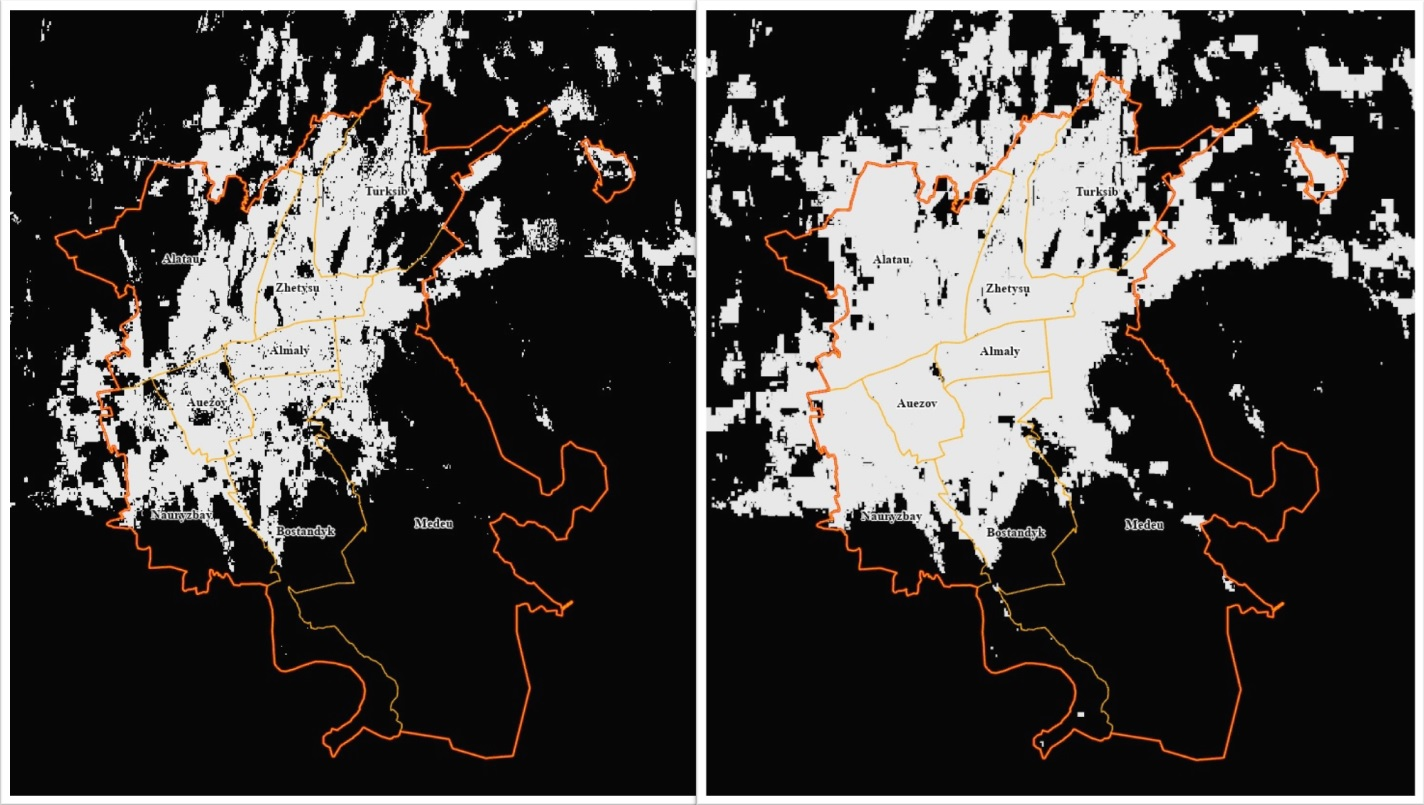 Turksib
Alatau
Zhetysu
Almaly
Auezov
Nauryzbay
Bostandyk
Medeu
Turksib
Alatau
Zhetysu
Almaly
Auezov
Nauryzbay
Bostandyk
Medeu